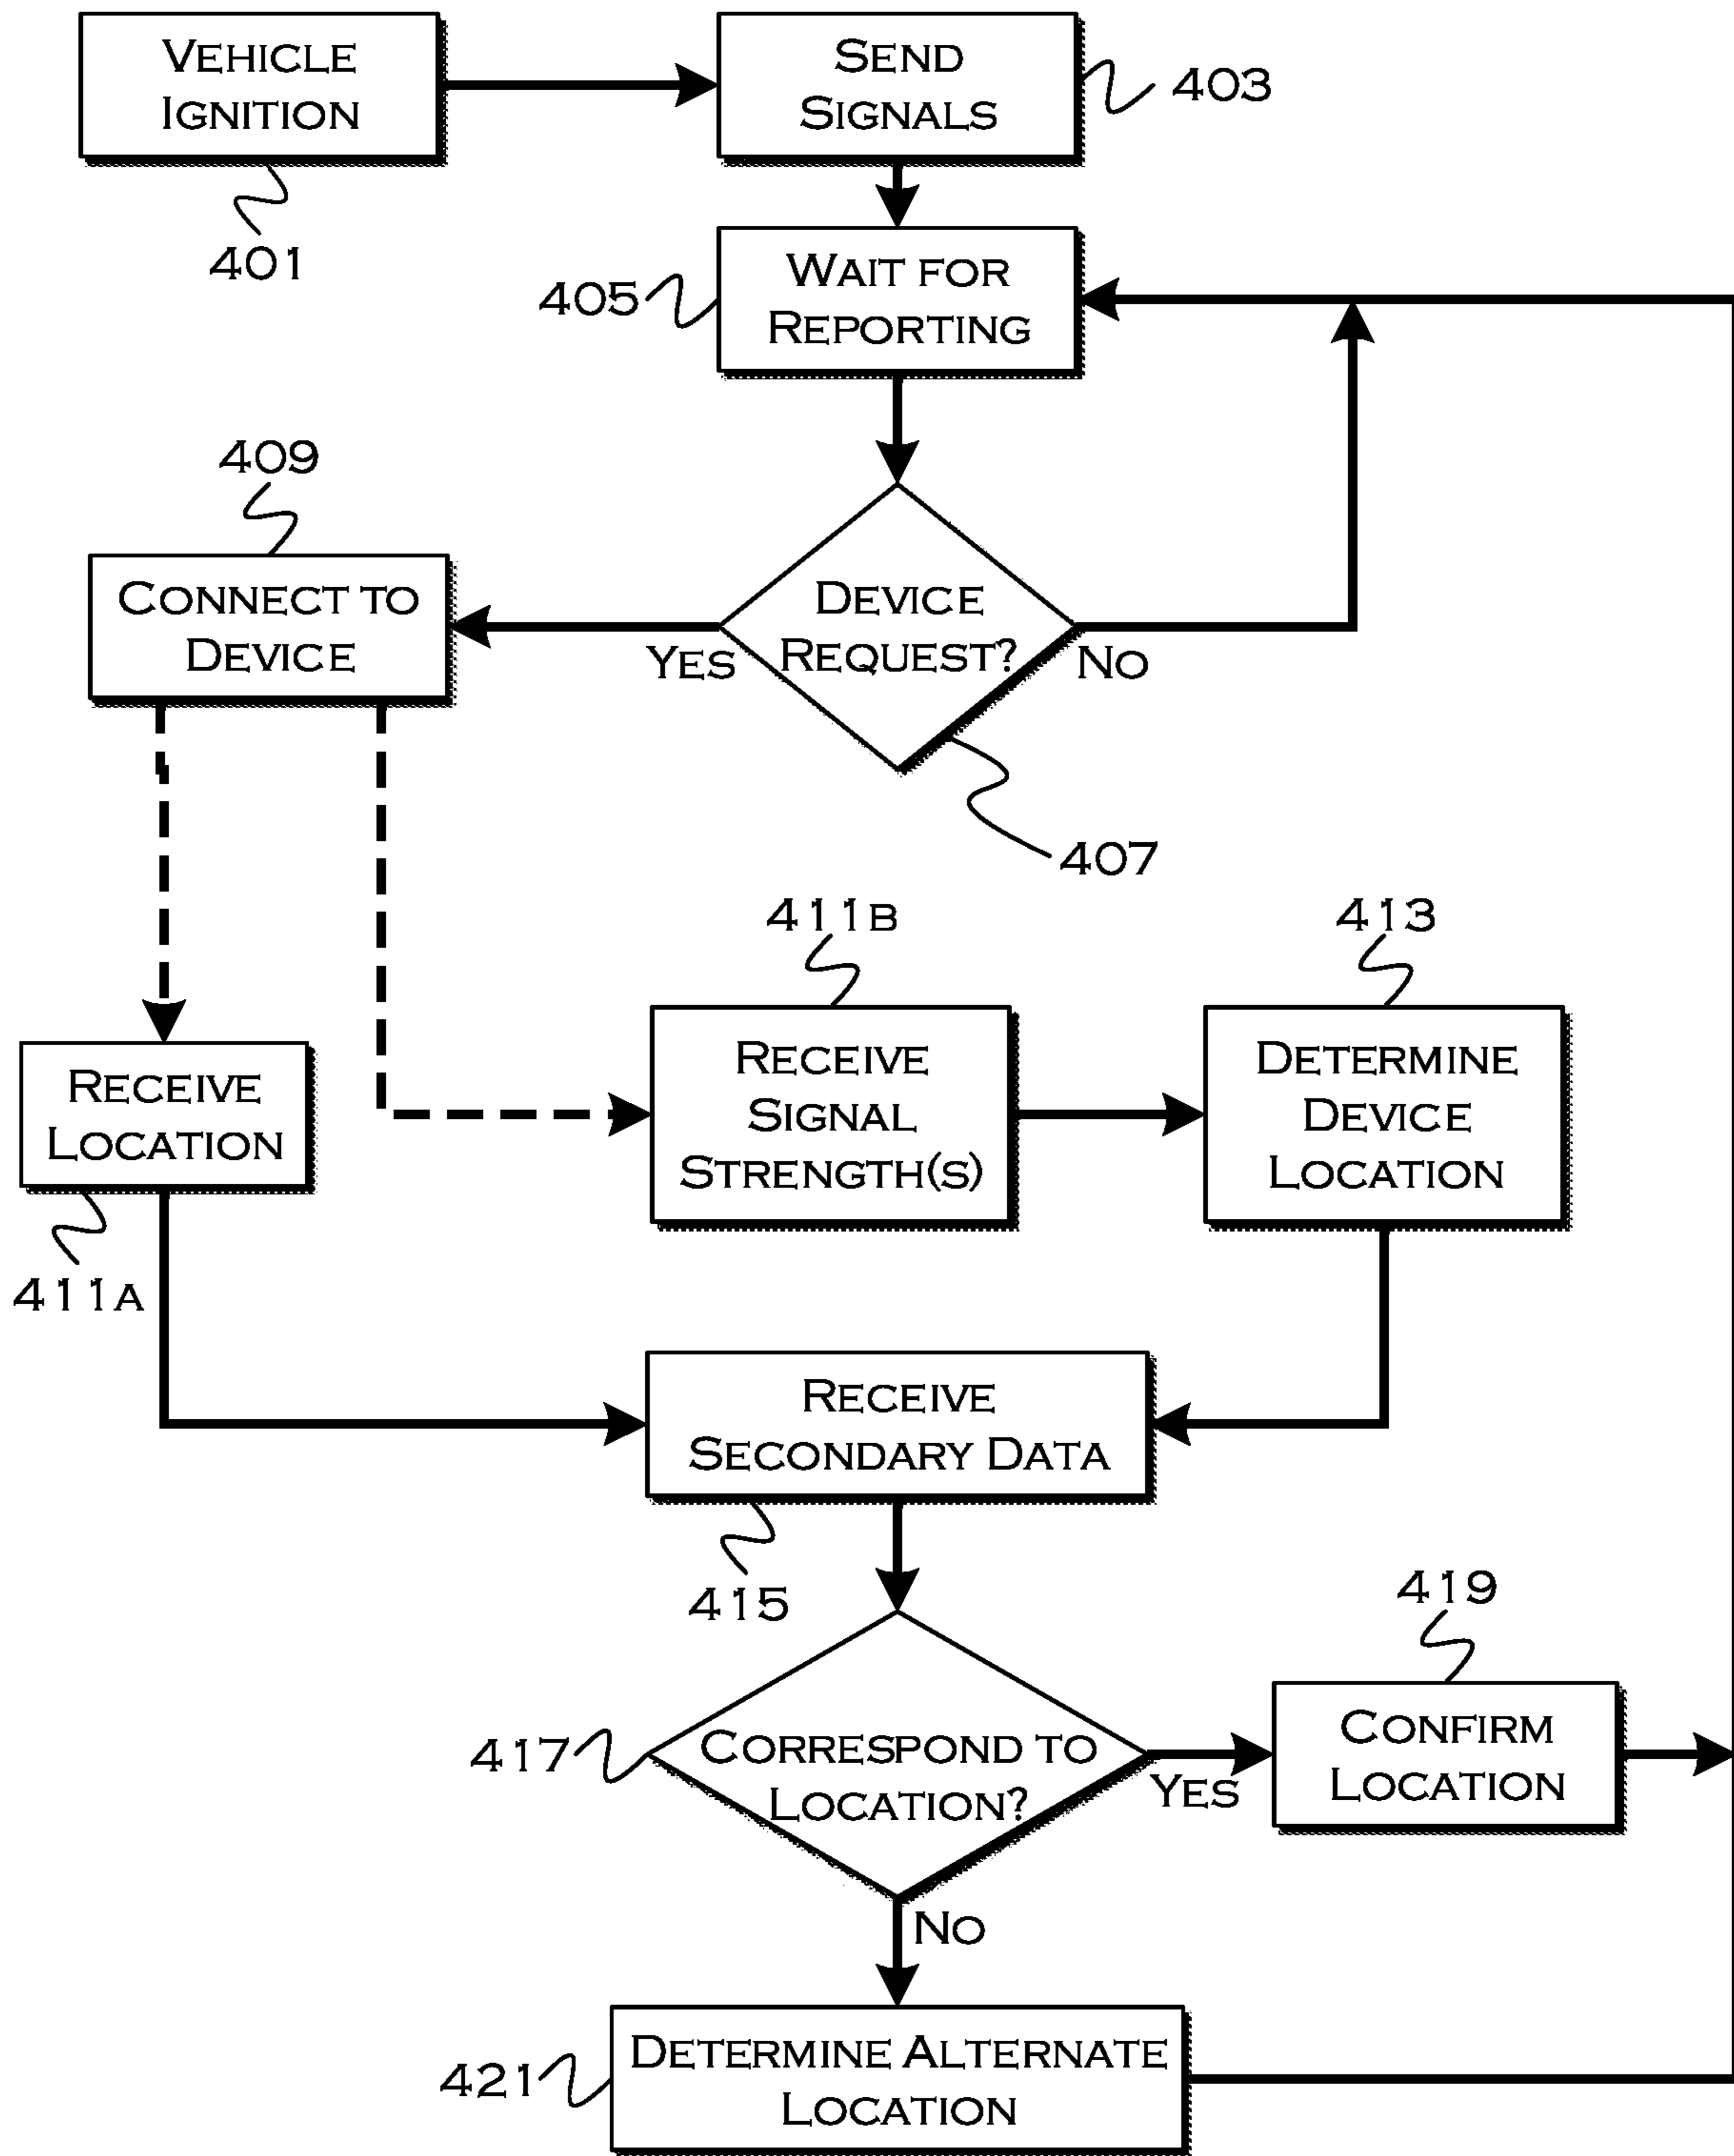 VEHICLE
IGNITION
SEND
SIGNALS
403
401
WAIT FOR
REPORTING
405
409
CONNECT TO
DEVICE
DEVICE
REQUEST?
YES
NO
407
411B
413
RECEIVE
LOCATION
RECEIVE
SIGNAL
STRENGTH(S)
DETERMINE
DEVICE
LOCATION
411A
RECEIVE
SECONDARY DATA
415
419
417
CORRESPOND TO
LOCATION?
YES
CONFIRM
LOCATION
NO
421
DETERMINE ALTERNATE
LOCATION